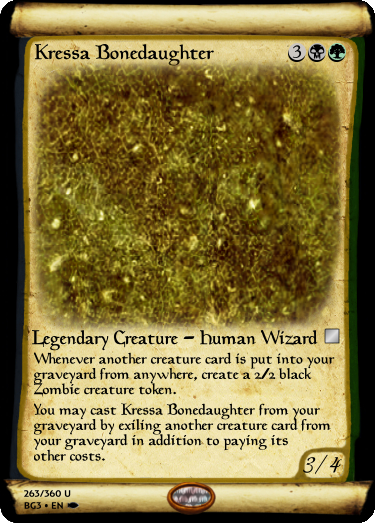 Kressa Bonedaughter 3
Legendary Creature – Human Wizard
Whenever another creature card is put into your
graveyard from anywhere, create a 2/2 black
Zombie creature token.
You may cast Kressa Bonedaughter from your
graveyard by exiling another creature card from
your graveyard in addition to paying its
other costs.
3/4
263/360 U
BG3 • EN